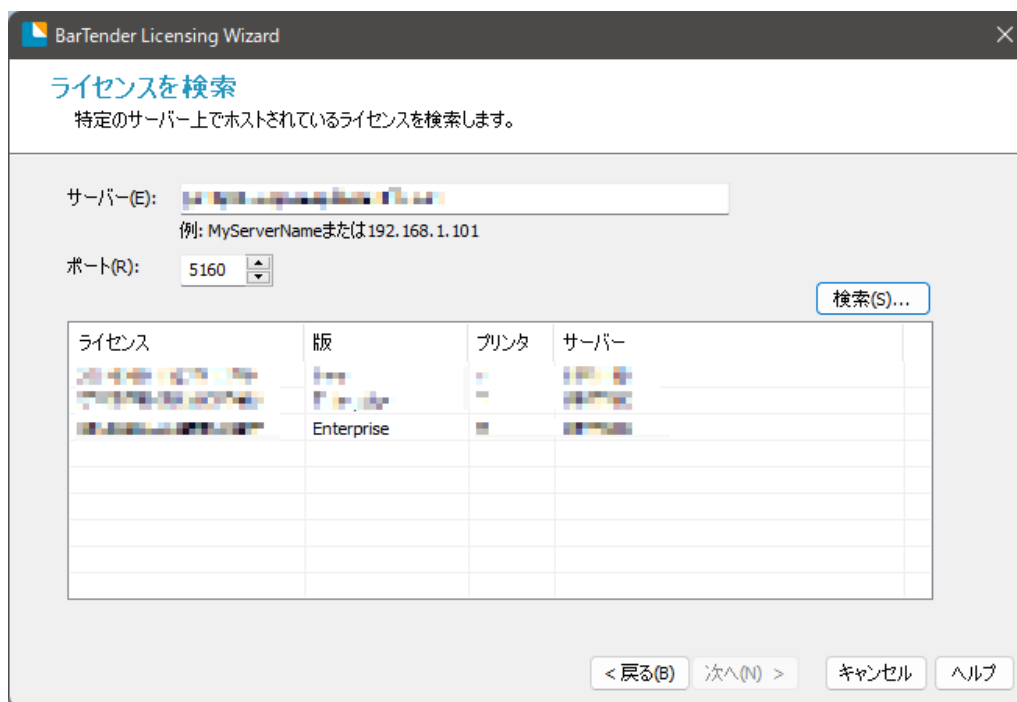 BarTender Licensing Wizard
ライセンスを検索
特定のサーバー上でホストされているライセンスを検索します。
サーバー(E):
例: MyServerNameまたは192.168.1.101
ポート(R): 5160
検索(S)...
ライセンス 版 プリンタ サーバー
Enterprise
< 戻る(B) 次へ(N) > キャンセル ヘルプ